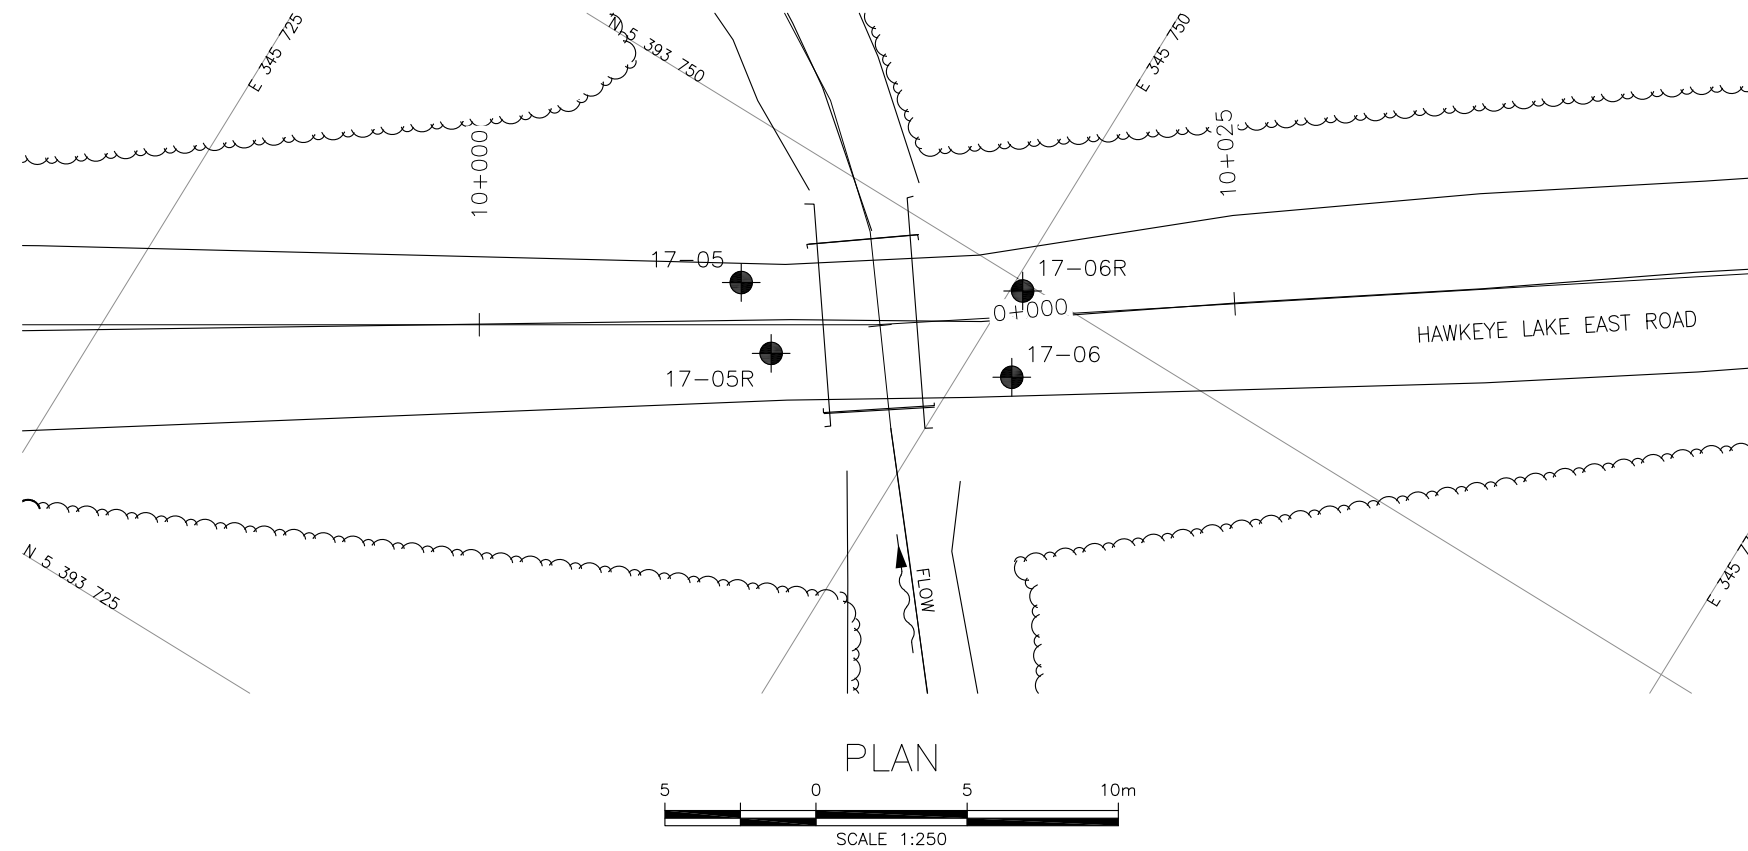 E 345 725
N 5 393 750
E 345 750
10+000
10+025
17-05
17-06R
0+000
HAWKEYE LAKE EAST ROAD
17-05R
17-06
N 5 393 725
FLOW
E 345
PLAN
5 0 5 10m
SCALE 1:250